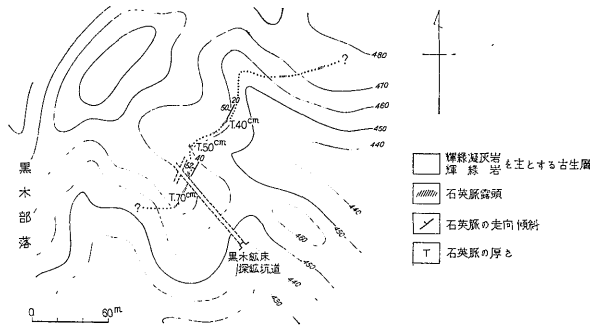 480
?
470
460
450
440
50
20
T.40cm
T.50cm
40
50
T.70cm
?
黒木部落
440
450
460
450
440
430
黒木鉱床
探鉱坑道
0 60m
輝緑凝灰岩
輝緑岩 を主とする古生層
石英脈露頭
石英脈の走向傾斜
T 石英脈の厚さ